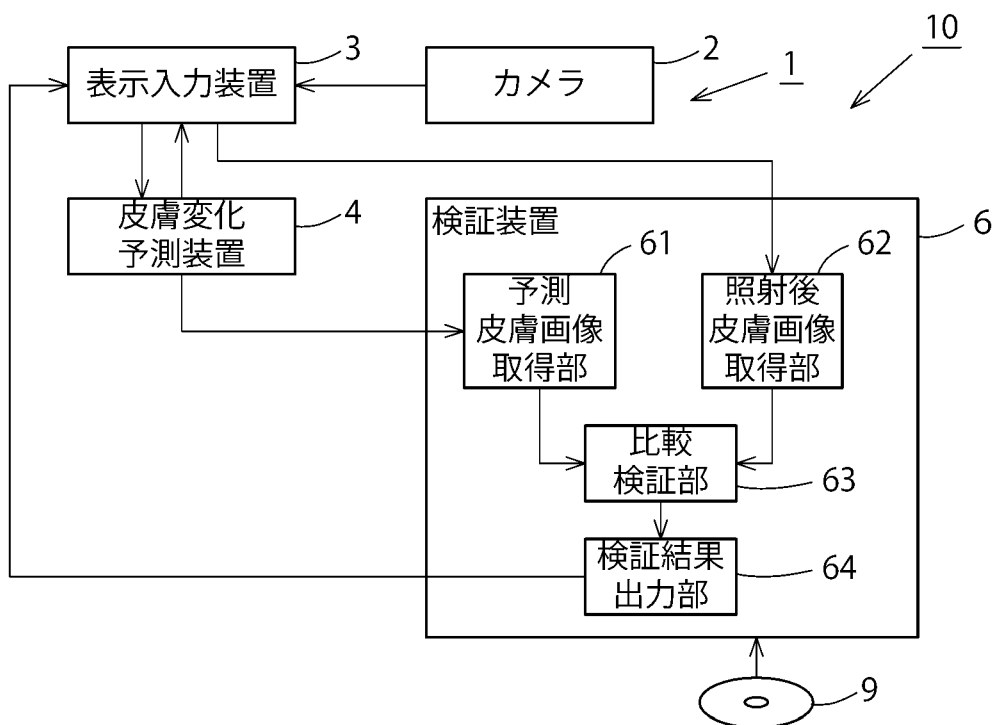 10
3
2
1
表示入力装置
カメラ
皮膚変化
予測装置
4
検証装置
6
61
62
予測
皮膚画像
取得部
照射後
皮膚画像
取得部
比較
検証部
63
検証結果
出力部
64
9